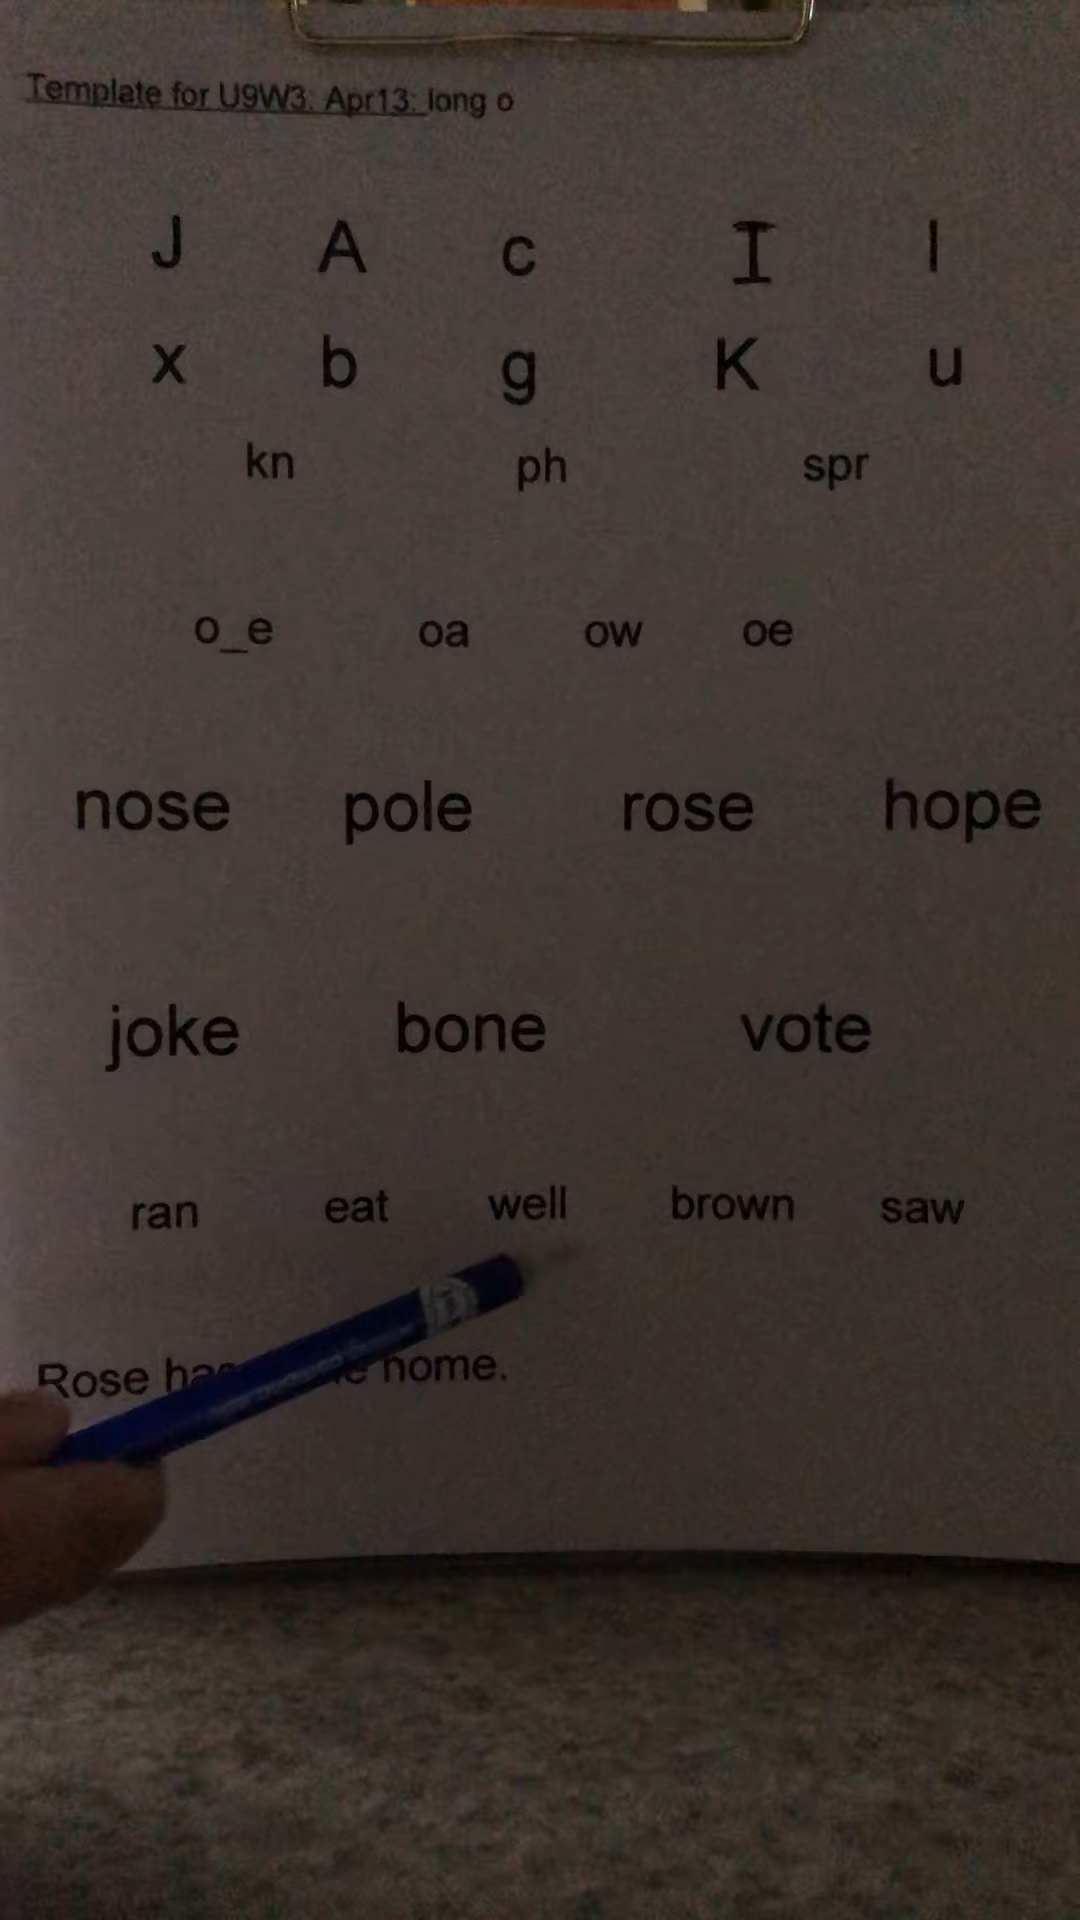 Template for U9W3: Apr13: long o
J A c I l
x b g K u
kn ph spr
o_e oa ow oe
nose pole rose hope
joke bone vote
ran eat well brown saw
Rose home.